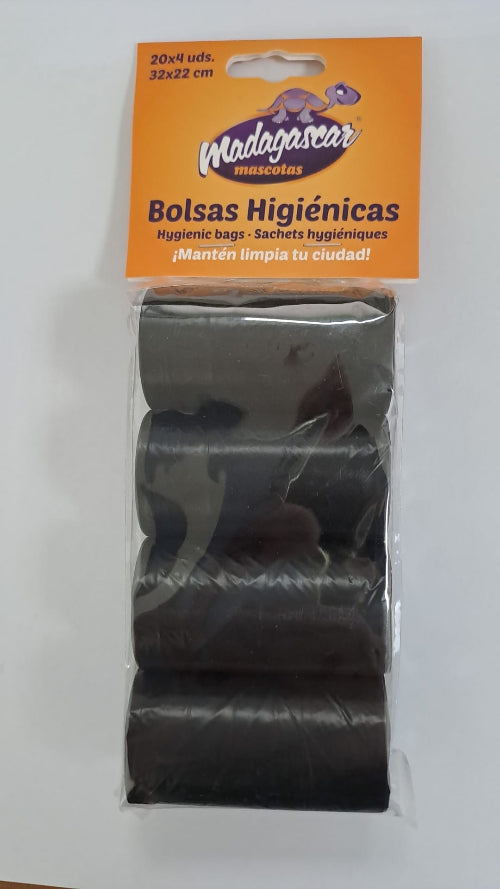 20x4 uds.
32x22 cm
madagascar
mascotas
Bolsas Higiénicas
Hygienic bags · Sachets hygiéniques
¡Mantén limpia tu ciudad!